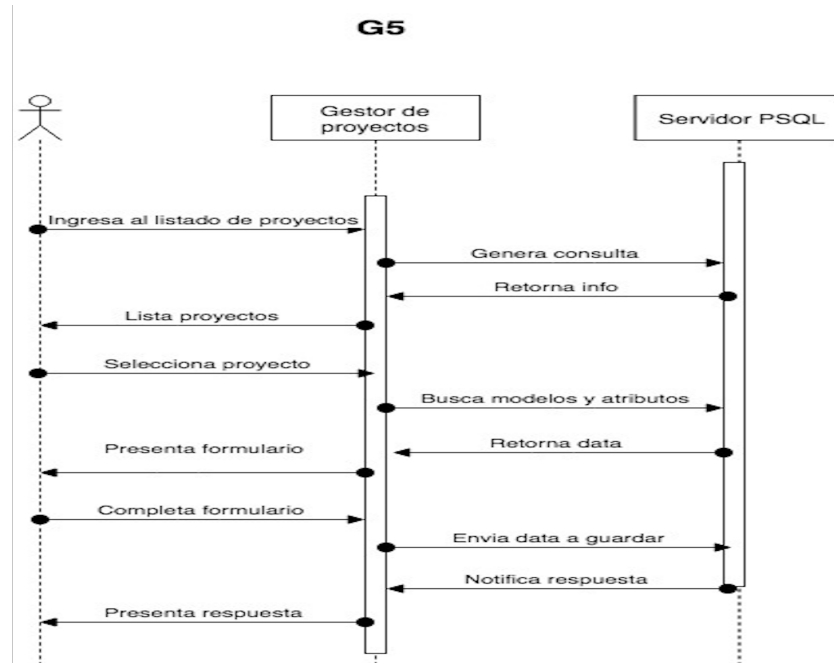 G5
Gestor de
proyectos
Servidor PSQL
Ingresa al listado de proyectos
Genera consulta
Retorna info
Lista proyectos
Selecciona proyecto
Busca modelos y atributos
Retorna data
Presenta formulario
Completa formulario
Envia data a guardar
Notifica respuesta
Presenta respuesta